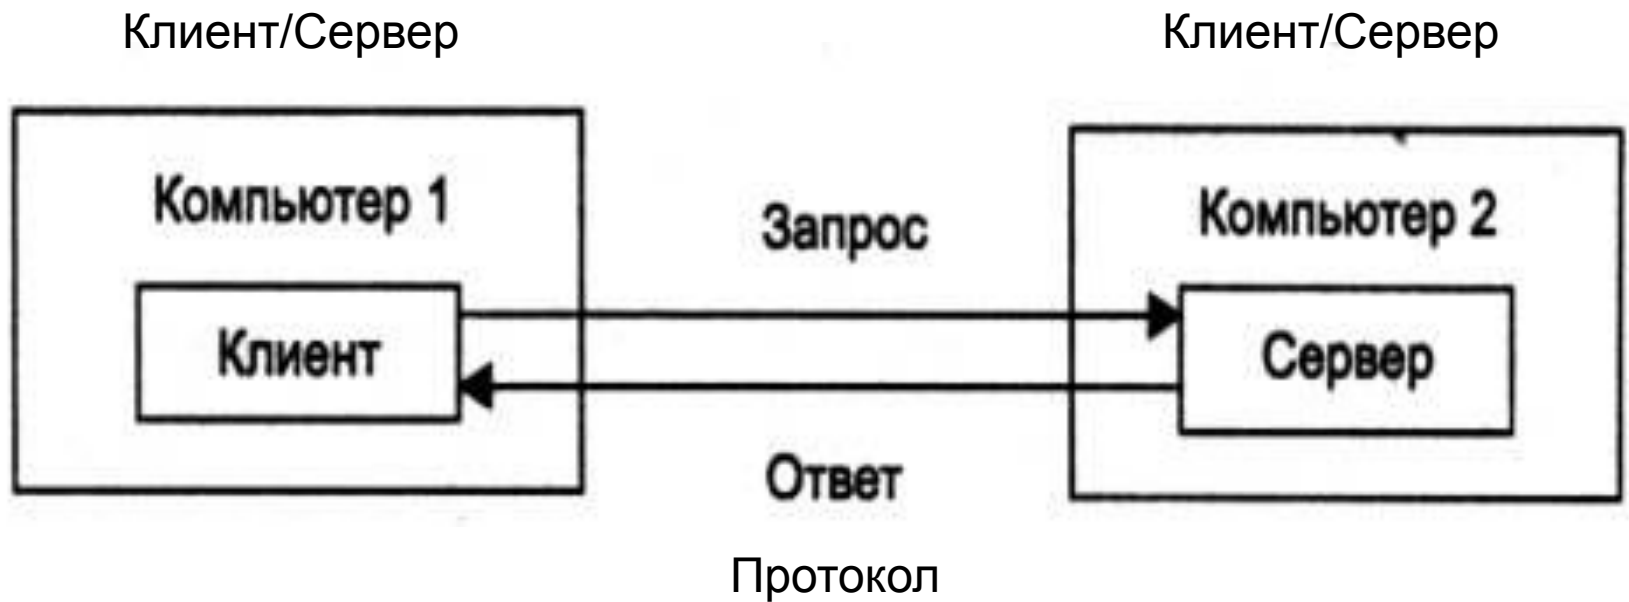 Клиент/Сервер
Клиент/Сервер
Компьютер 1
Запрос
Компьютер 2
Клиент
Сервер
Ответ
Протокол